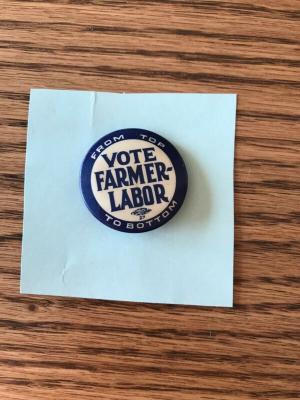 FROM TOP
VOTE
FARMER-
LABOR
TO BOTTOM